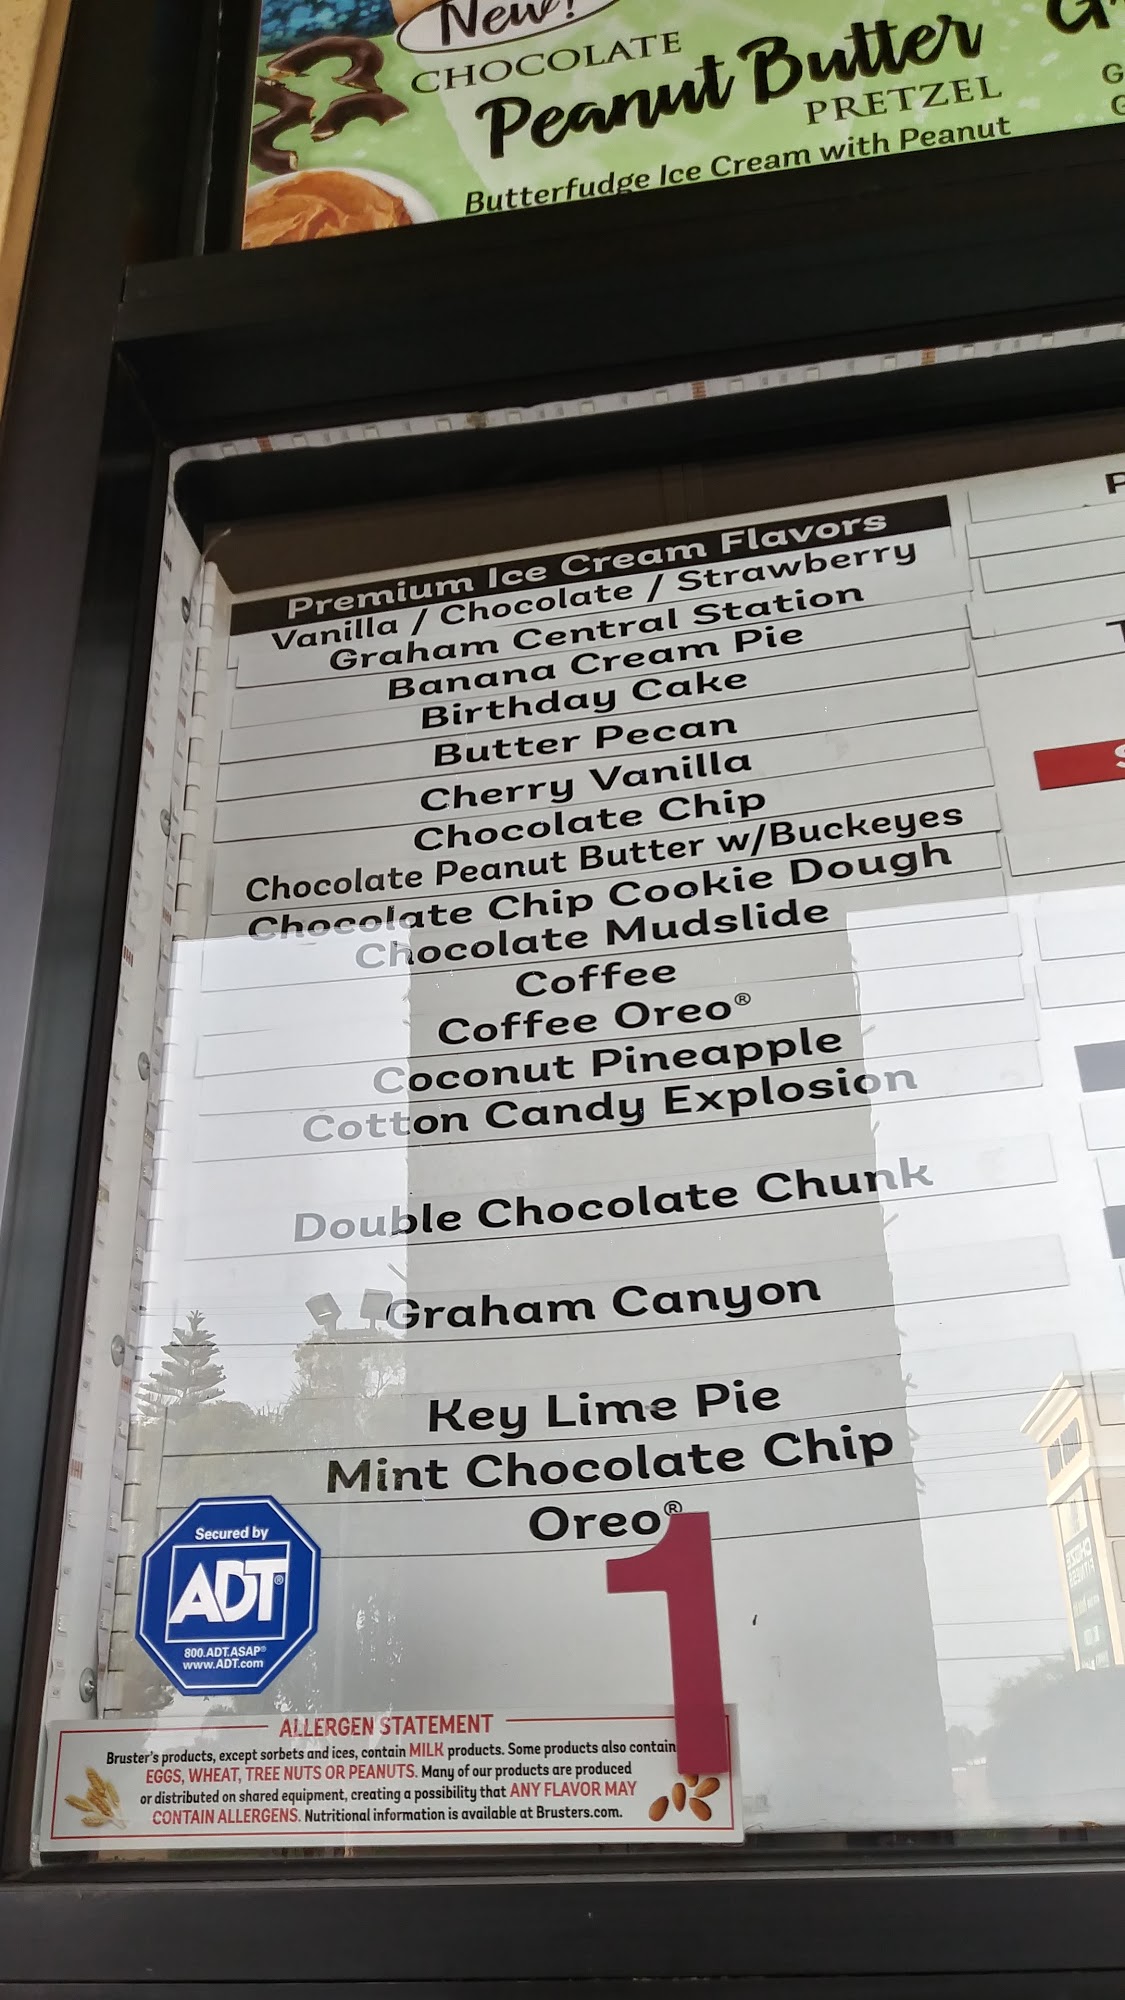 New!
CHOCOLATE
Peanut Butter
PRETZEL
Butterfudge Ice Cream with Peanut
Premium Ice Cream Flavors
Vanilla / Chocolate / Strawberry
Graham Central Station
Banana Cream Pie
Birthday Cake
Butter Pecan
Cherry Vanilla
Chocolate Chip
Chocolate Peanut Butter w/Buckeyes
Chocolate Chip Cookie Dough
Chocolate Mudslide
Coffee
Coffee Oreo®
Coconut Pineapple
Cotton Candy Explosion
Double Chocolate Chunk
Graham Canyon
Key Lime Pie
Mint Chocolate Chip
Oreo®
1
Secured by
ADT®
800.ADT.ASAP®
www.ADT.com
ALLERGEN STATEMENT
Bruster's products, except sorbets and ices, contain MILK products. Some products also contain
EGGS, WHEAT, TREE NUTS OR PEANUTS. Many of our products are produced
or distributed on shared equipment, creating a possibility that ANY FLAVOR MAY
CONTAIN ALLERGENS. Nutritional information is available at Brusters.com.